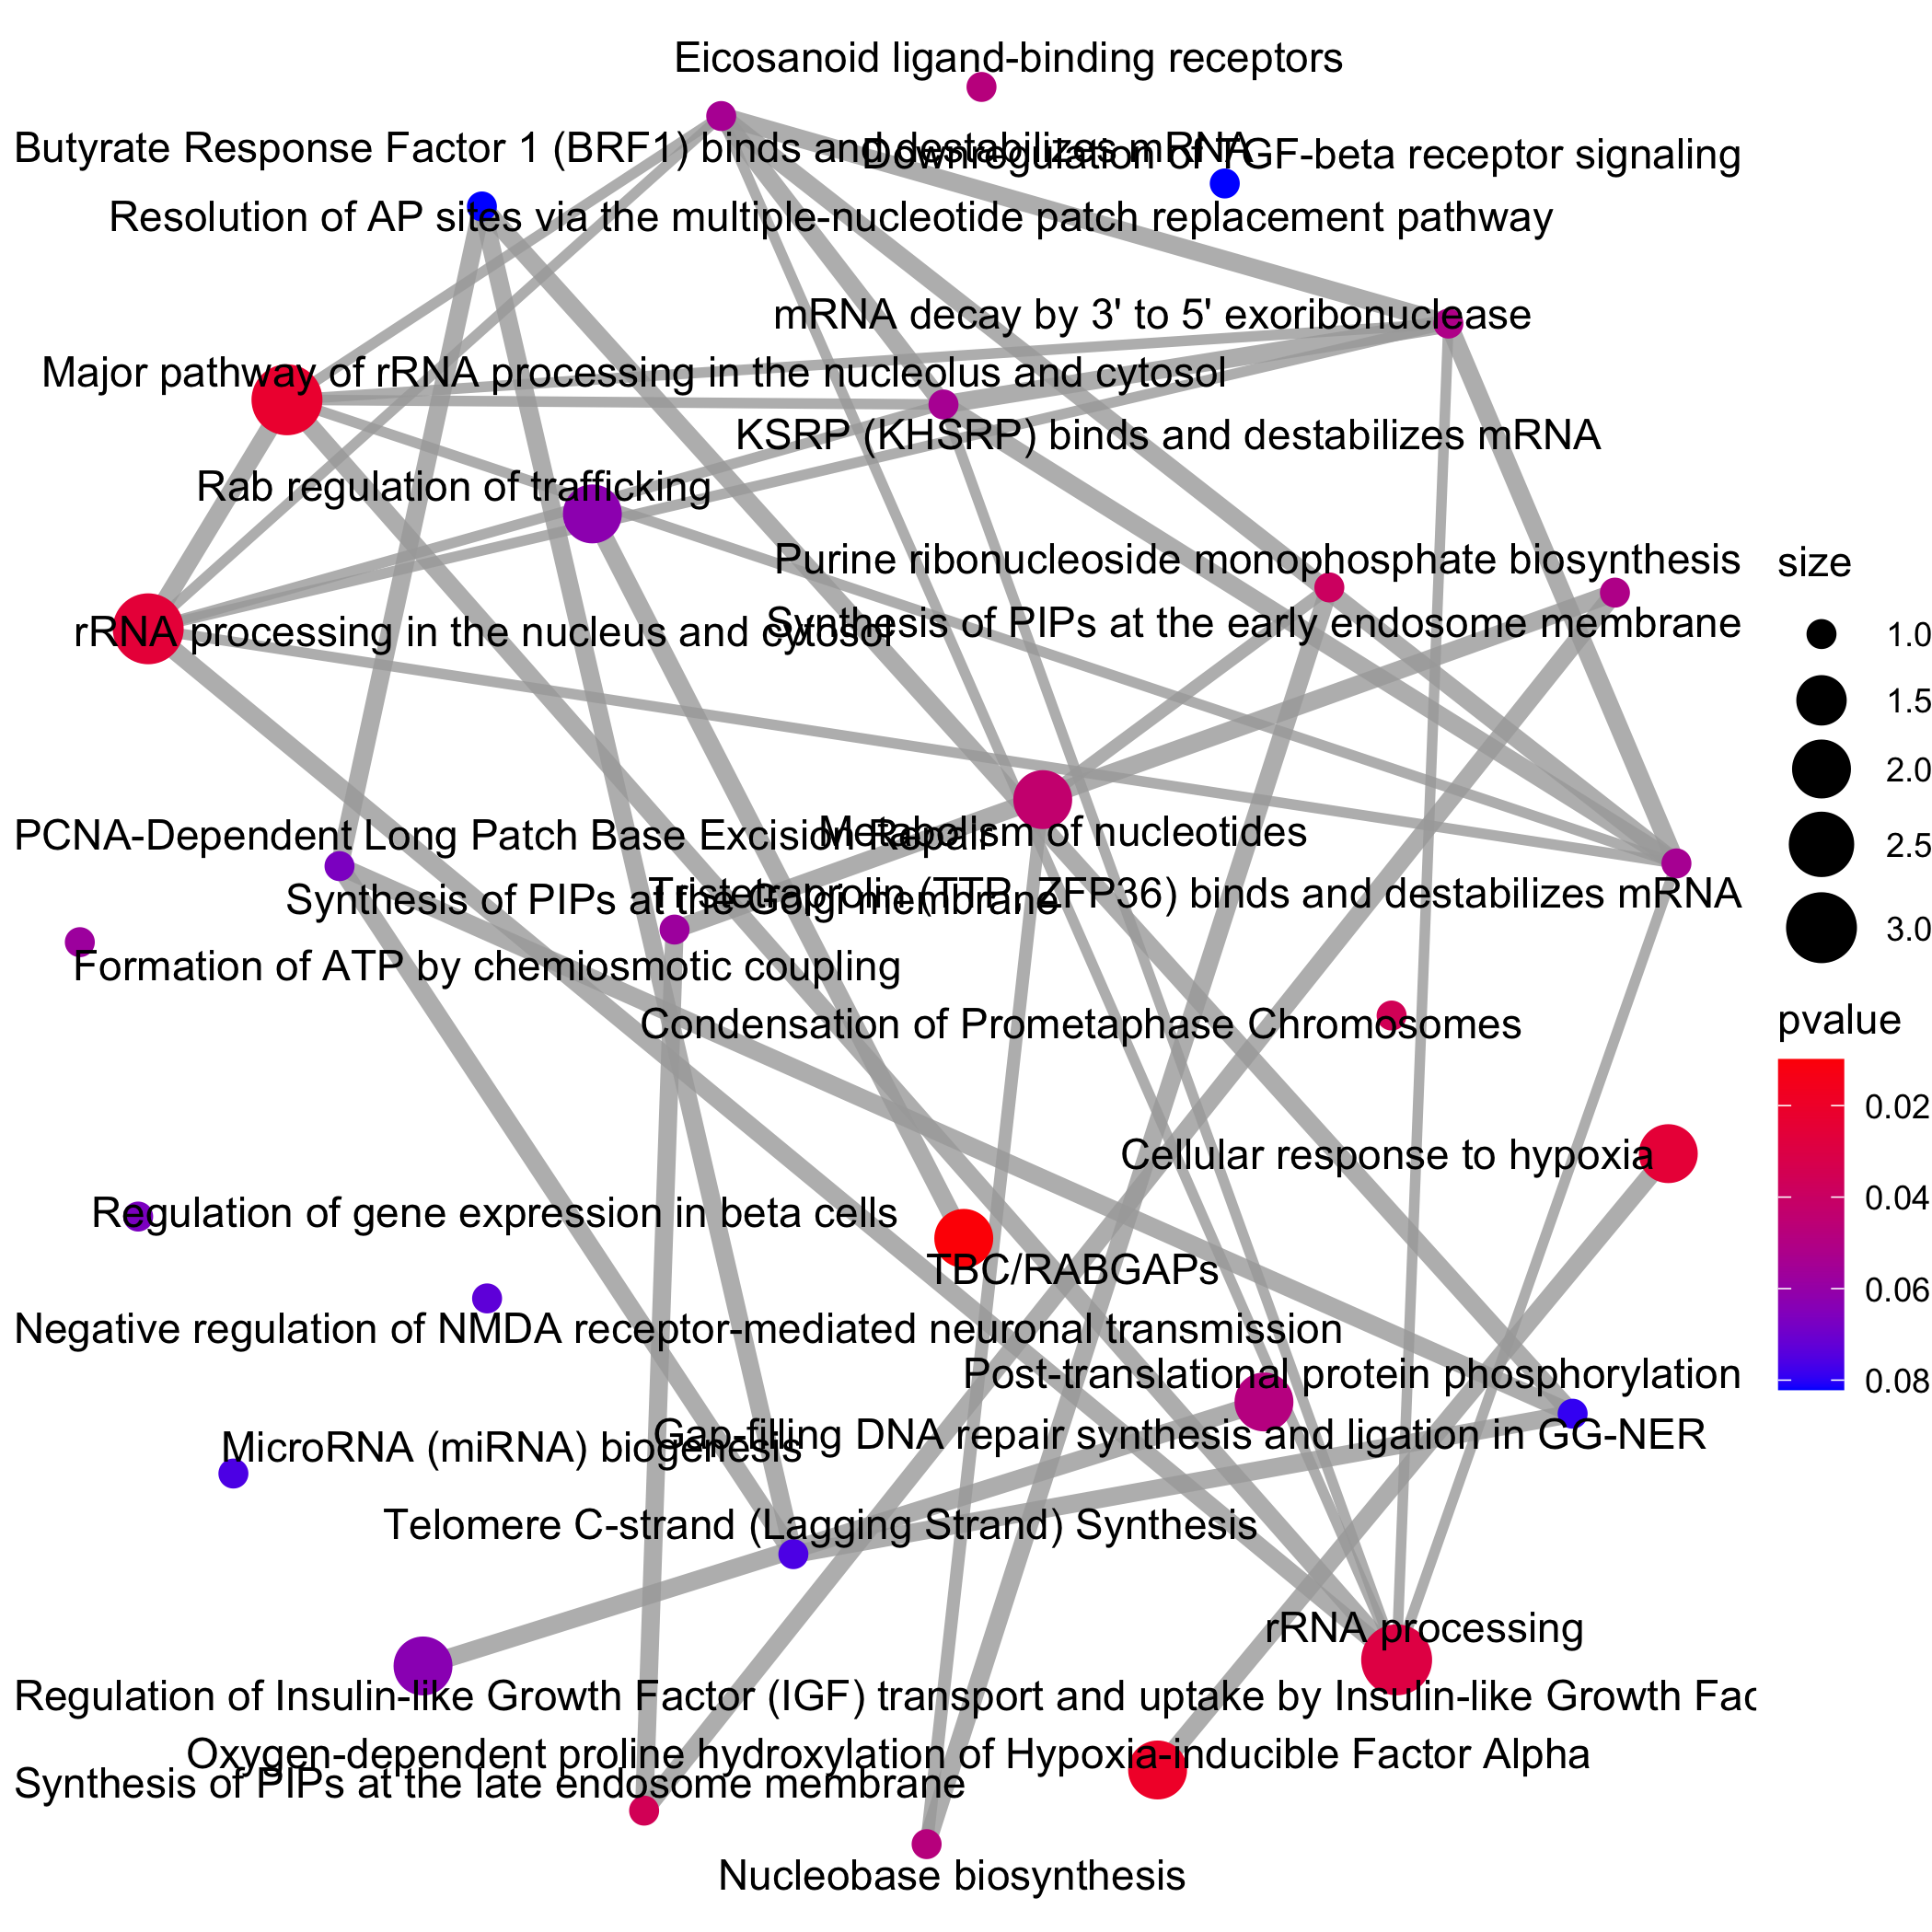 Eicosanoid ligand-binding receptors
Butyrate Response Factor 1 (BRF1) binds and destabilizes mRNA
Downregulation of TGF-beta receptor signaling
Resolution of AP sites via the multiple-nucleotide patch replacement pathway
mRNA decay by 3' to 5' exoribonuclease
Major pathway of rRNA processing in the nucleolus and cytosol
KSRP (KHSRP) binds and destabilizes mRNA
Rab regulation of trafficking
Purine ribonucleoside monophosphate biosynthesis
Synthesis of PIPs at the early endosome membrane
rRNA processing in the nucleus and cytosol
Metabolism of nucleotides
PCNA-Dependent Long Patch Base Excision Repair
Tristetraprolin (TTP, ZFP36) binds and destabilizes mRNA
Synthesis of PIPs at the Golgi membrane
Formation of ATP by chemiosmotic coupling
Condensation of Prometaphase Chromosomes
Cellular response to hypoxia
Regulation of gene expression in beta cells
TBC/RABGAPs
Negative regulation of NMDA receptor-mediated neuronal transmission
Post-translational protein phosphorylation
Gap-filling DNA repair synthesis and ligation in GG-NER
MicroRNA (miRNA) biogenesis
Telomere C-strand (Lagging Strand) Synthesis
rRNA processing
Regulation of Insulin-like Growth Factor (IGF) transport and uptake by Insulin-like Growth Fac
Oxygen-dependent proline hydroxylation of Hypoxia-inducible Factor Alpha
Synthesis of PIPs at the late endosome membrane
Nucleobase biosynthesis
size
1.0
1.5
2.0
2.5
3.0
pvalue
0.02
0.04
0.06
0.08